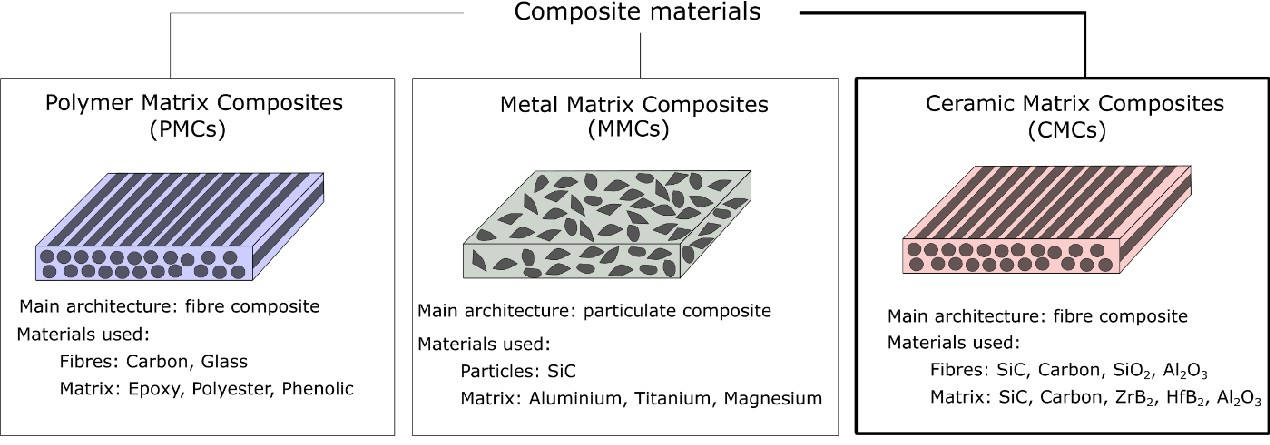 Composite materials
Polymer Matrix Composites
(PMCs)
Main architecture: fibre composite
Materials used:
Fibres: Carbon, Glass
Matrix: Epoxy, Polyester, Phenolic
Metal Matrix Composites
(MMCs)
Main architecture: particulate composite
Materials used:
Particles: SiC
Matrix: Aluminium, Titanium, Magnesium
Ceramic Matrix Composites
(CMCs)
Main architecture: fibre composite
Materials used:
Fibres: SiC, Carbon, SiO₂, Al₂O₃
Matrix: SiC, Carbon, ZrB₂, HfB₂, Al₂O₃